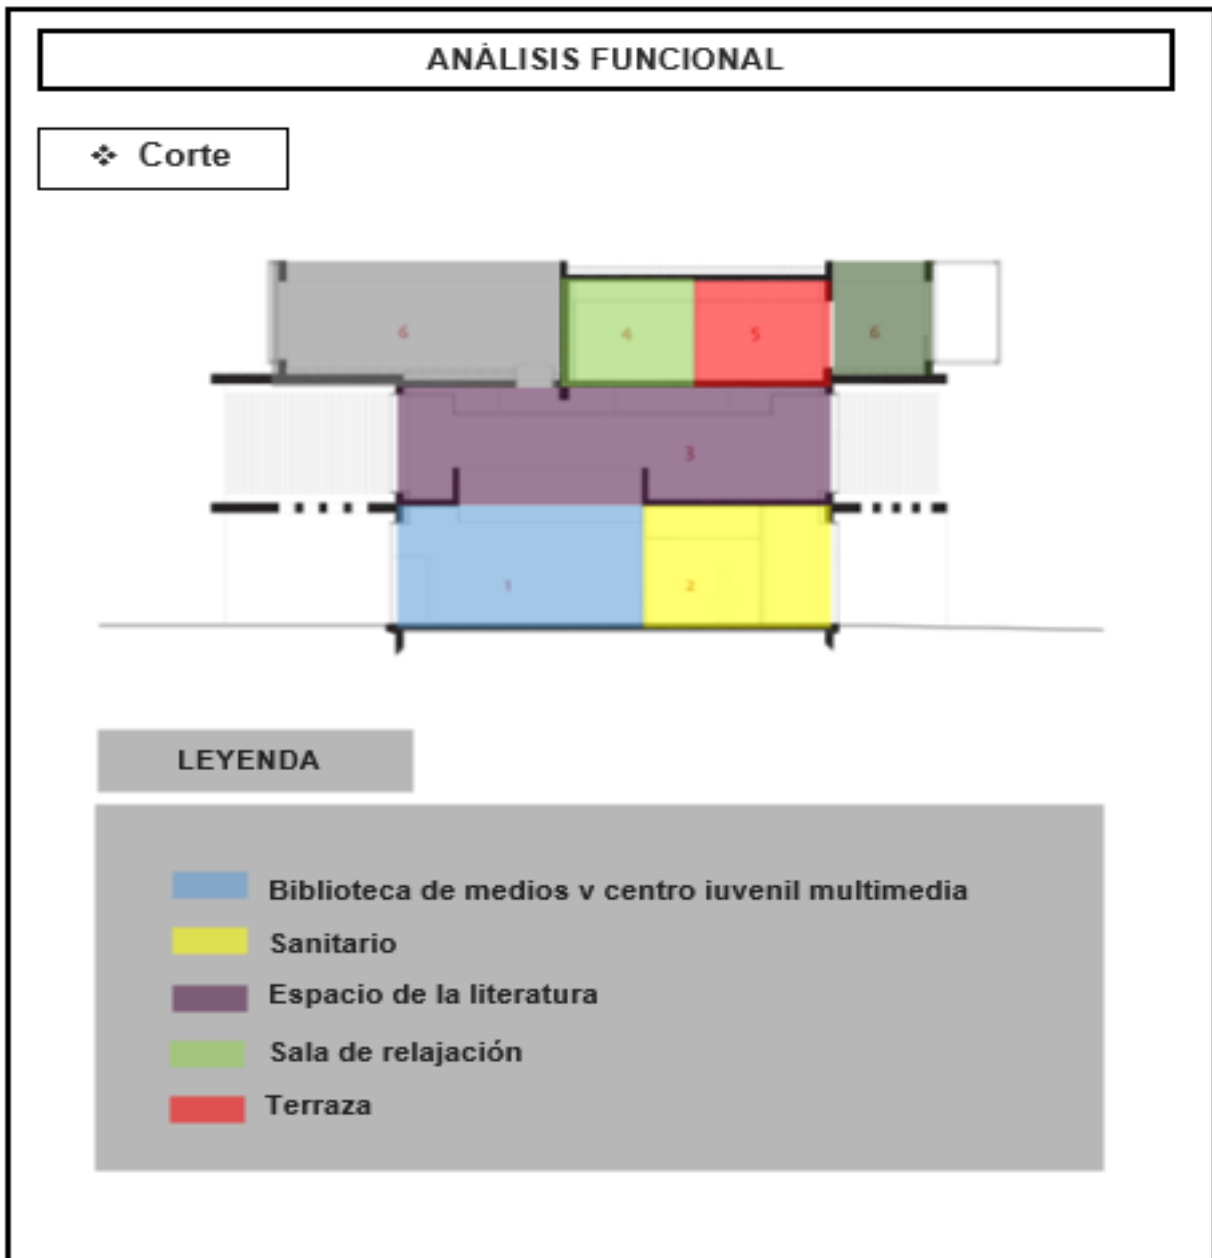 ANÀLISIS FUNCIONAL
❖ Corte
6
4
5
6
3
1
2
LEYENDA
Biblioteca de medios v centro iuvenil multimedia
Sanitario
Espacio de la literatura
Sala de relajación
Terraza